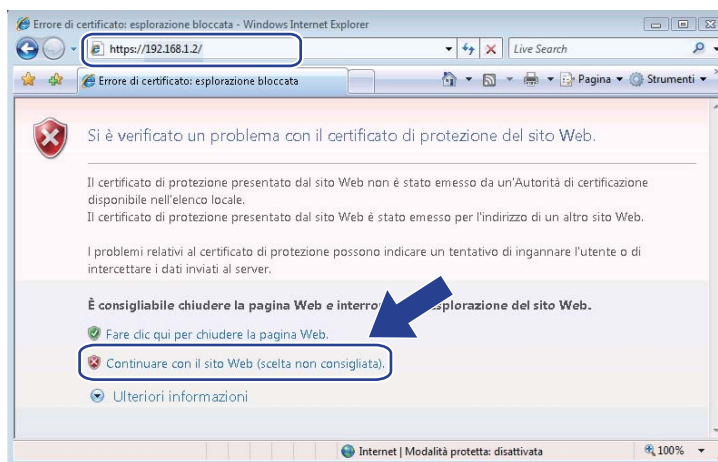 Errore di certificato: esplorazione bloccata - Windows Internet Explorer
https://192.168.1.2/
Live Search
Errore di certificato: esplorazione bloccata
Pagina
Strumenti
Si è verificato un problema con il certificato di protezione del sito Web.
Il certificato di protezione presentato dal sito Web non è stato emesso da un'Autorità di certificazione
disponibile nell'elenco locale.
Il certificato di protezione presentato dal sito Web è stato emesso per l'indirizzo di un altro sito Web.
I problemi relativi al certificato di protezione possono indicare un tentativo di ingannare l'utente o di
intercettare i dati inviati al server.
È consigliabile chiudere la pagina Web e esplorazione del sito Web.
Fare clic qui per chiudere la pagina Web.
Continuare con il sito Web (scelta non consigliata).
Ulteriori informazioni
Internet | Modalità protetta: disattivata
100%